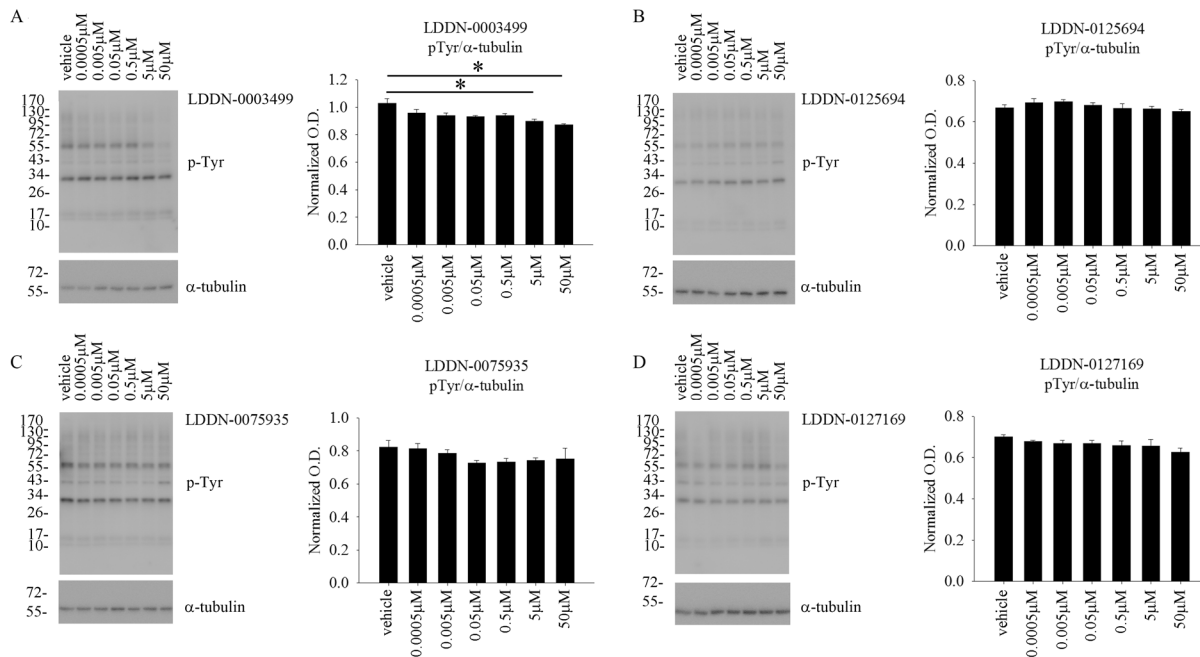 A
vehicle
0.0005µM
0.005µM
0.05µM
0.5µM
5µM
50µM
170
130-
95-
72-
55-
43-
34-
26-
17-
10-
LDDN-0003499
p-Tyr
72-
55-
α-tubulin
LDDN-0003499
pTyr/α-tubulin
*
*
Normalized O.D.
1.2
1.0
0.8
0.6
0.4
0.2
0.0
vehicle
0.0005µM
0.005µM
0.05µM
0.5µM
5µM
50µM
B
vehicle
0.0005µM
0.005µM
0.05µM
0.5µM
5µM
50µM
170
130-
95-
72-
55-
43-
34-
26-
17-
10-
LDDN-0125694
p-Tyr
72-
55-
α-tubulin
LDDN-0125694
pTyr/α-tubulin
Normalized O.D.
0.8
0.6
0.4
0.2
0.0
vehicle
0.0005µM
0.005µM
0.05µM
0.5µM
5µM
50µM
C
vehicle
0.0005µM
0.005µM
0.05µM
0.5µM
5µM
50µM
170
130-
95-
72-
55-
43-
34-
26-
17-
10-
LDDN-0075935
p-Tyr
72-
55-
α-tubulin
LDDN-0075935
pTyr/α-tubulin
Normalized O.D.
1.0
0.8
0.6
0.4
0.2
0.0
vehicle
0.0005µM
0.005µM
0.05µM
0.5µM
5µM
50µM
D
vehicle
0.0005µM
0.005µM
0.05µM
0.5µM
5µM
50µM
170
130-
95-
72-
55-
43-
34-
26-
17-
10-
LDDN-0127169
p-Tyr
72-
55-
α-tubulin
LDDN-0127169
pTyr/α-tubulin
Normalized O.D.
0.8
0.6
0.4
0.2
0.0
vehicle
0.0005µM
0.005µM
0.05µM
0.5µM
5µM
50µM